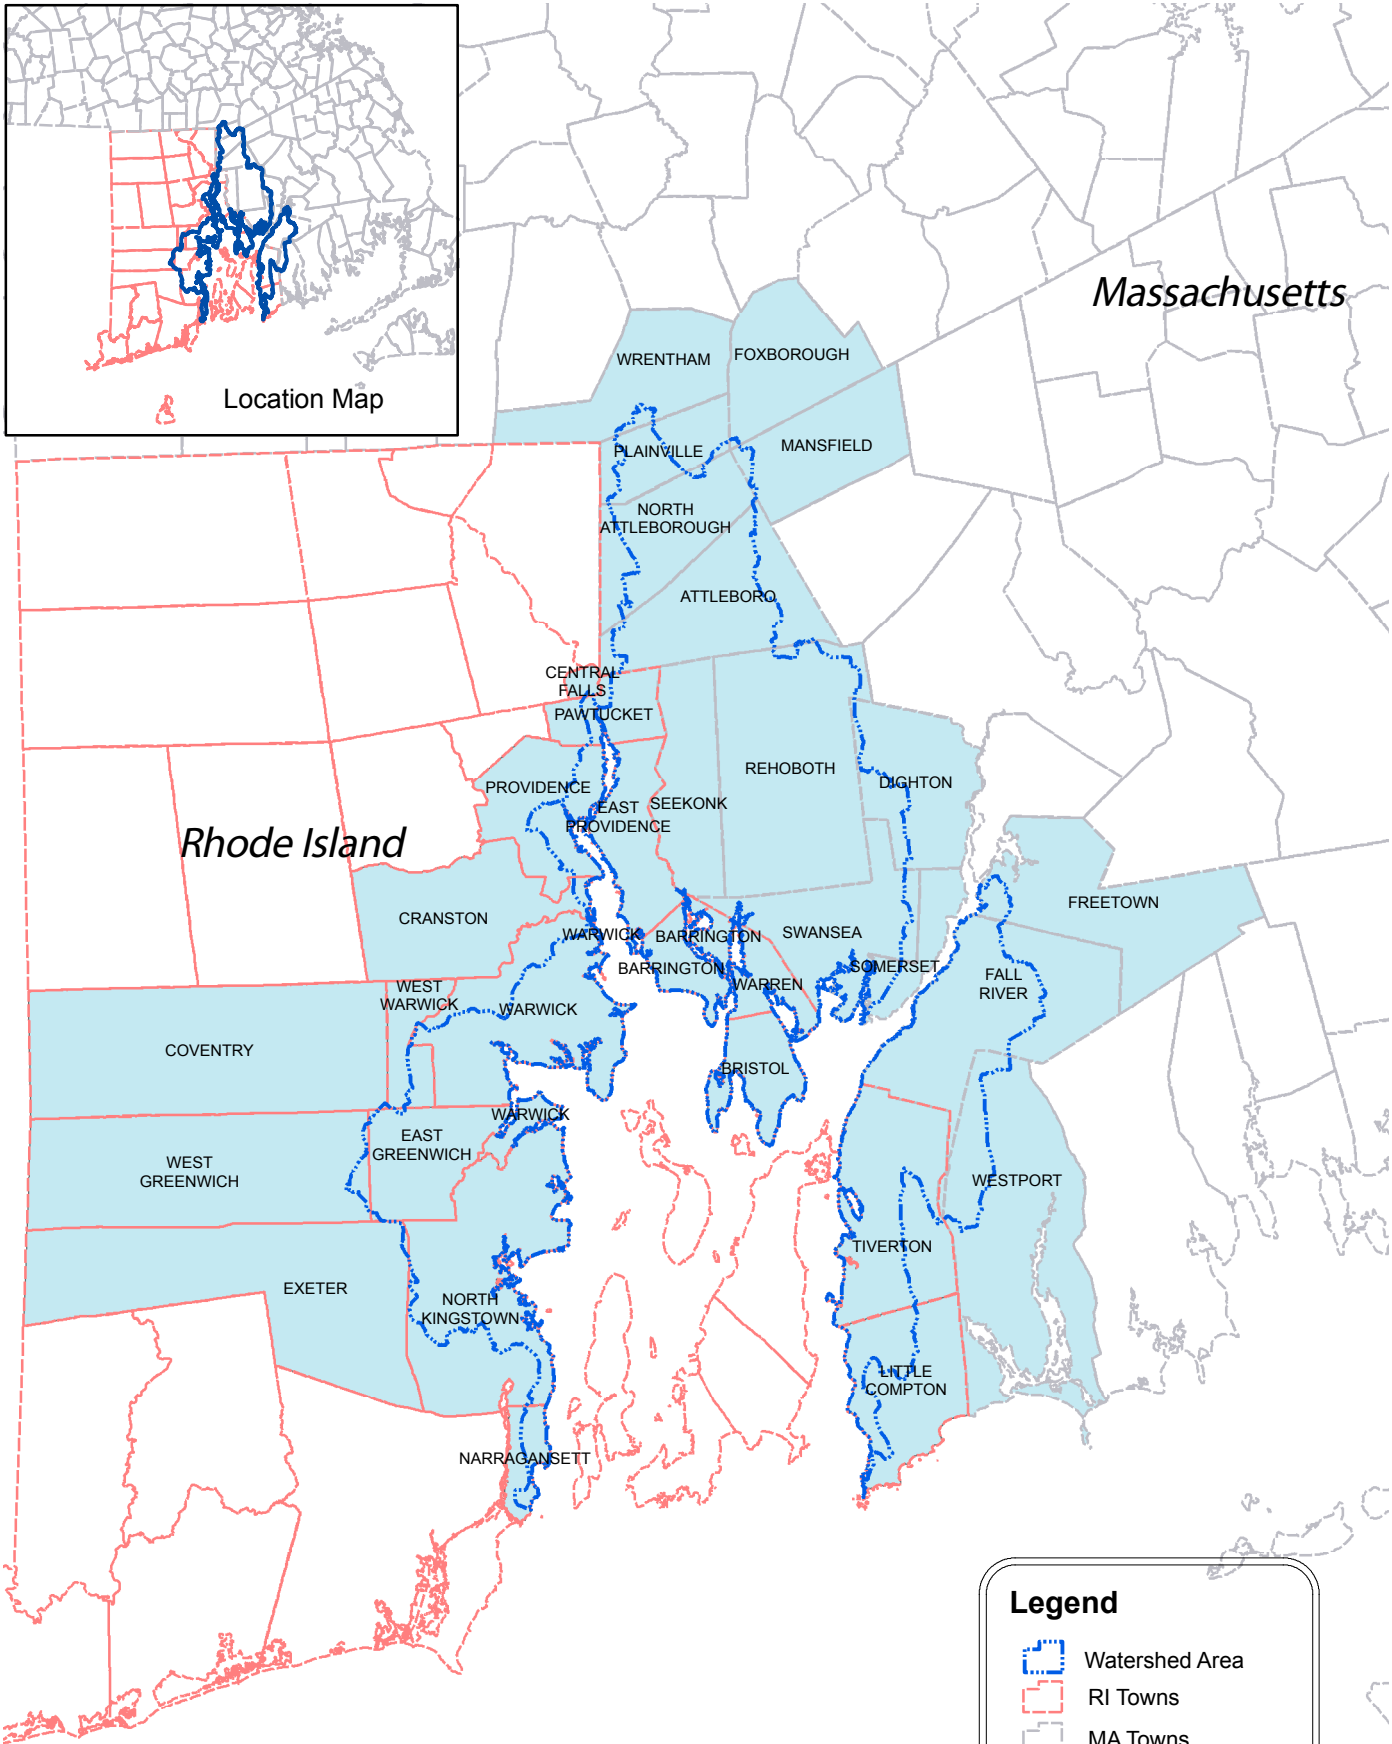 Location Map
Massachusetts
WRENTHAM
FOXBOROUGH
PLAINVILLE
MANSFIELD
NORTH
ATTLEBOROUGH
ATTLEBORO
CENTRAL
FALLS
PAWTUCKET
PROVIDENCE
EAST
PROVIDENCE
SEEKONK
REHOBOTH
DIGHTON
Rhode Island
CRANSTON
WARWICK
BARRINGTON
BARRINGTON
SWANSEA
SOMERSET
FREETOWN
FALL
RIVER
WEST
WARWICK
WARWICK
WARREN
COVENTRY
BRISTOL
WARWICK
EAST
GREENWICH
WEST
GREENWICH
WESTPORT
TIVERTON
EXETER
NORTH
KINGSTOWN
LITTLE
COMPTON
NARRAGANSETT
Legend
Watershed Area
RI Towns
MA Towns